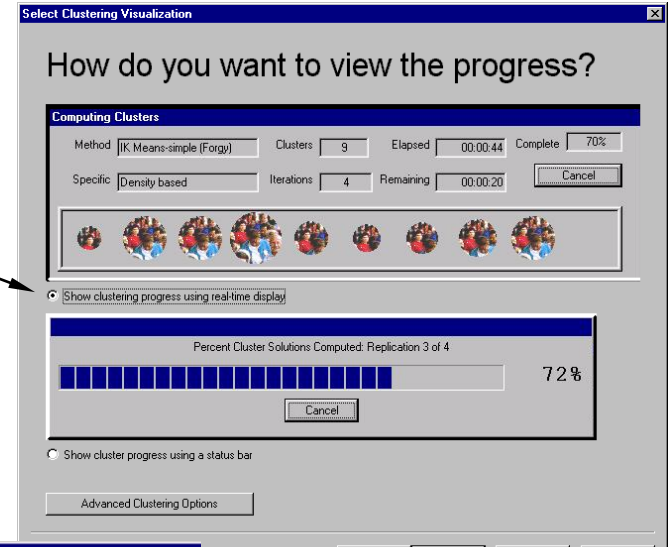 Select Clustering Visualization
How do you want to view the progress?
Computing Clusters
Method IK Means-simple (Forgy) Clusters 9 Elapsed 00:00:44 Complete 70%
Specific Density based Iterations 4 Remaining 00:00:20 Cancel
Show clustering progress using real-time display
Percent Cluster Solutions Computed: Replication 3 of 4
72%
Cancel
Show cluster progress using a status bar
Advanced Clustering Options